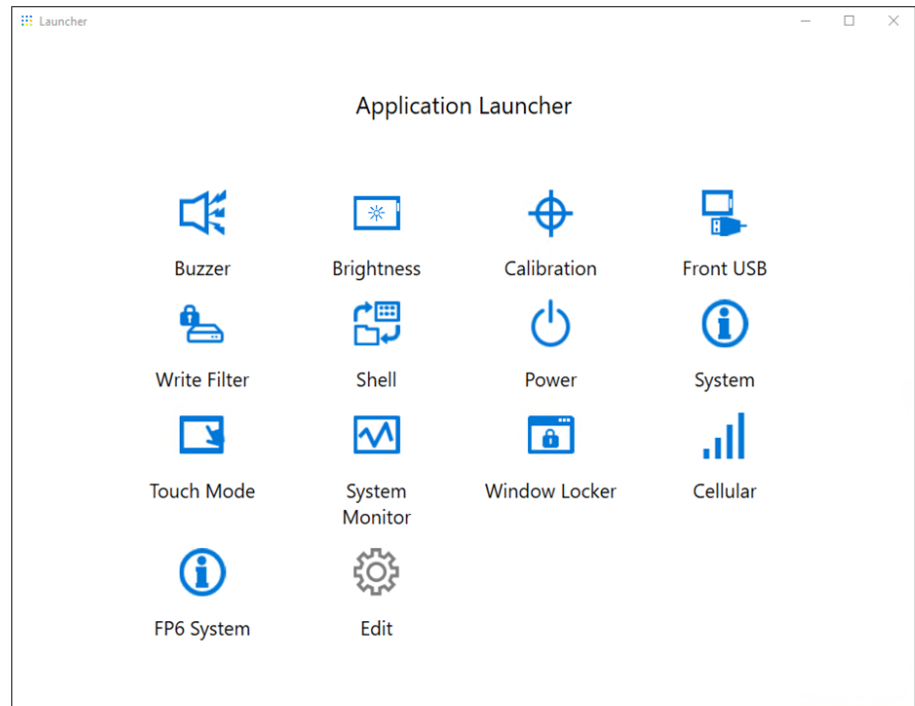 Launcher
Application Launcher
Buzzer
Brightness
Calibration
Front USB
Write Filter
Shell
Power
System
Touch Mode
System
Monitor
Window Locker
Cellular
FP6 System
Edit